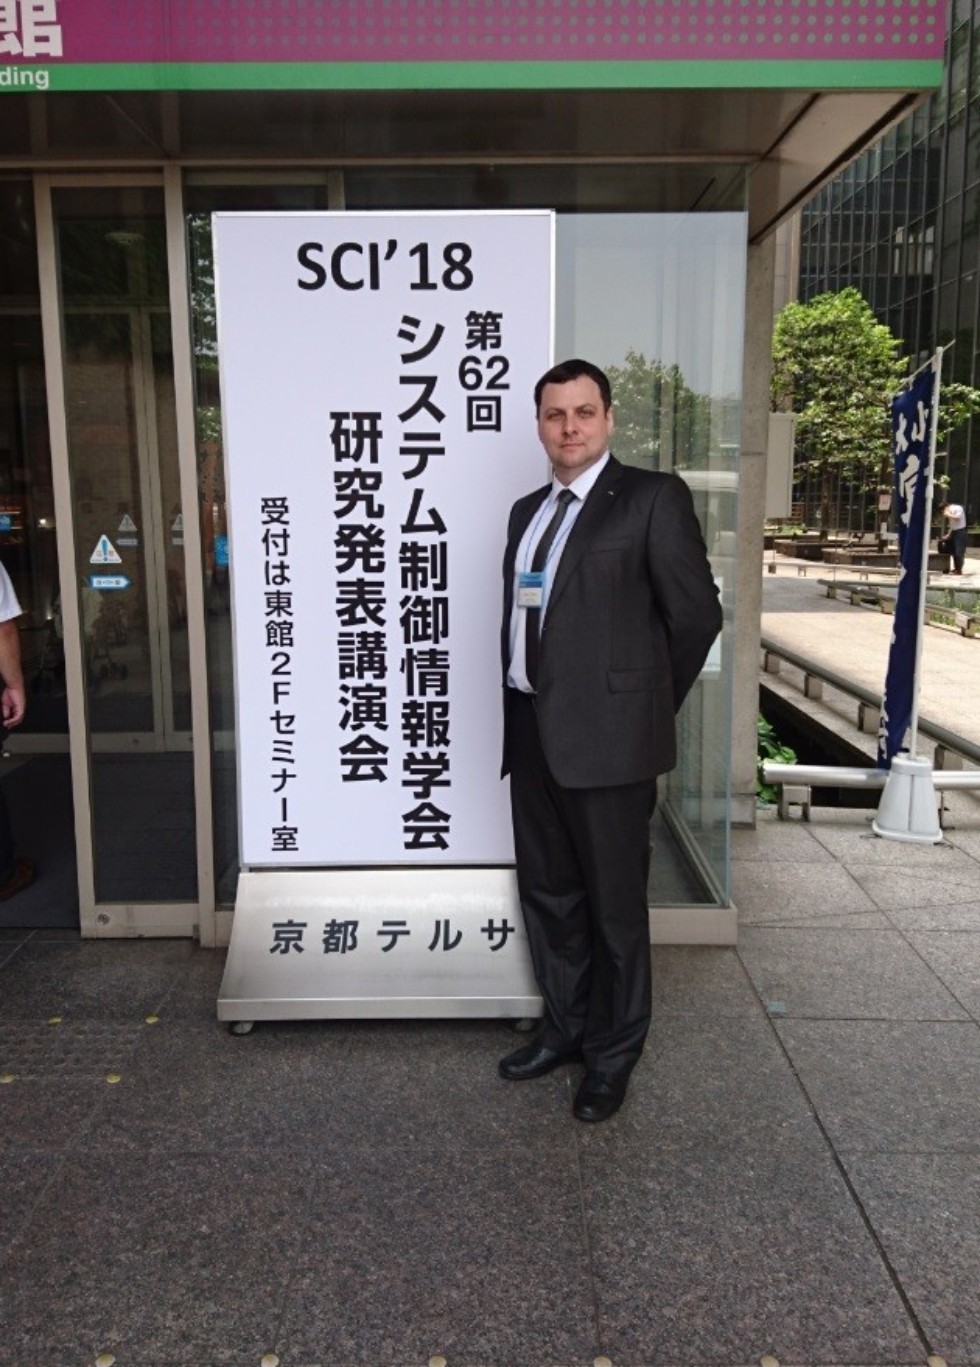 館
ding
SCI'18
第62回
システム制御情報学会
研究発表講演会
受付は東館2Fセミナー室
京都テルサ